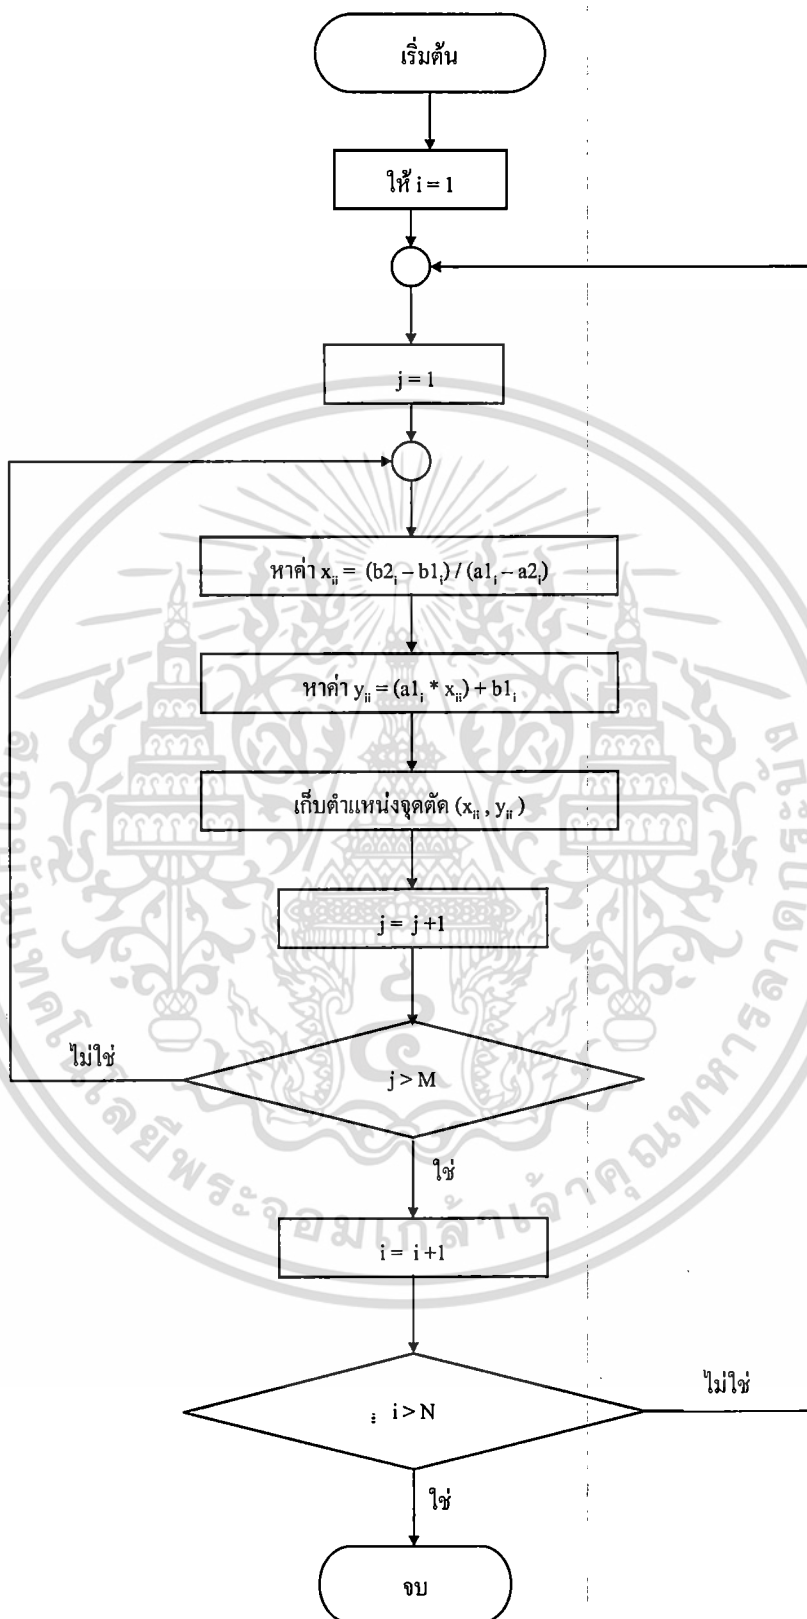 เริ่มต้น
ให้ i = 1
j = 1
หาค่า x_ii = (b2_i – b1_i) / (a1_i – a2_i)
หาค่า y_ii = (a1_i * x_ii) + b1_i
เก็บตำแหน่งจุดตัด (x_ii , y_ii )
j = j +1
ไม่ใช่
j > M
ใช่
i = i +1
ไม่ใช่
i > N
ใช่
จบ